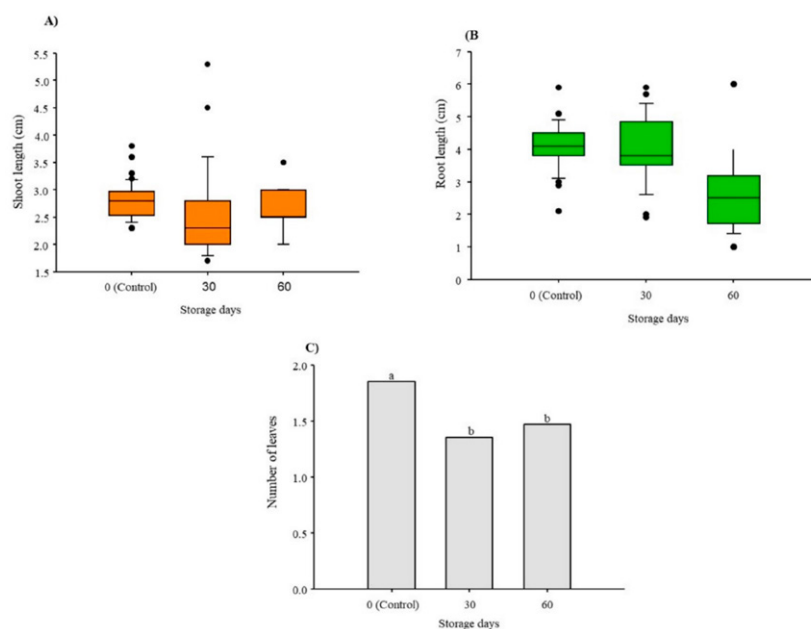 A)
5.5
5.0
4.5
4.0
3.5
3.0
2.5
2.0
1.5
Shoot length (cm)
0 (Control) 30 60
Storage days
(B
7
6
5
4
3
2
1
0
Root length (cm)
0 (Control) 30 60
Storage days
C)
2.0
1.5
1.0
0.5
0.0
Number of leaves
a
b
b
0 (Control) 30 60
Storage days